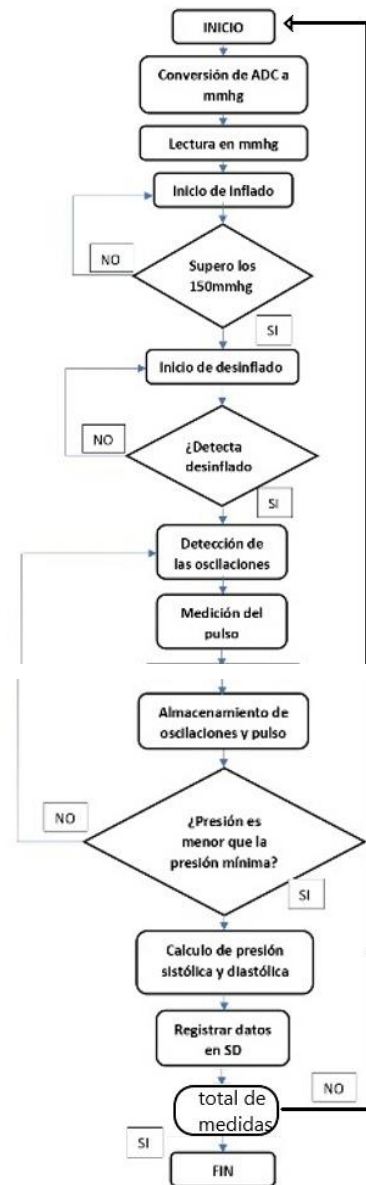 INICIO
Conversión de ADC a
mmhg
Lectura en mmhg
Inicio de inflado
NO
Supero los
150mmhg
SI
Inicio de desinflado
NO
¿Detecta
desinflado
SI
Detección de
las oscilaciones
Medición del
pulso
Almacenamiento de
oscilaciones y pulso
NO
¿Presión es
menor que la
presión mínima?
SI
Calculo de presión
sistólica y diastólica
Registrar datos
en SD
total de
medidas
NO
SI
FIN